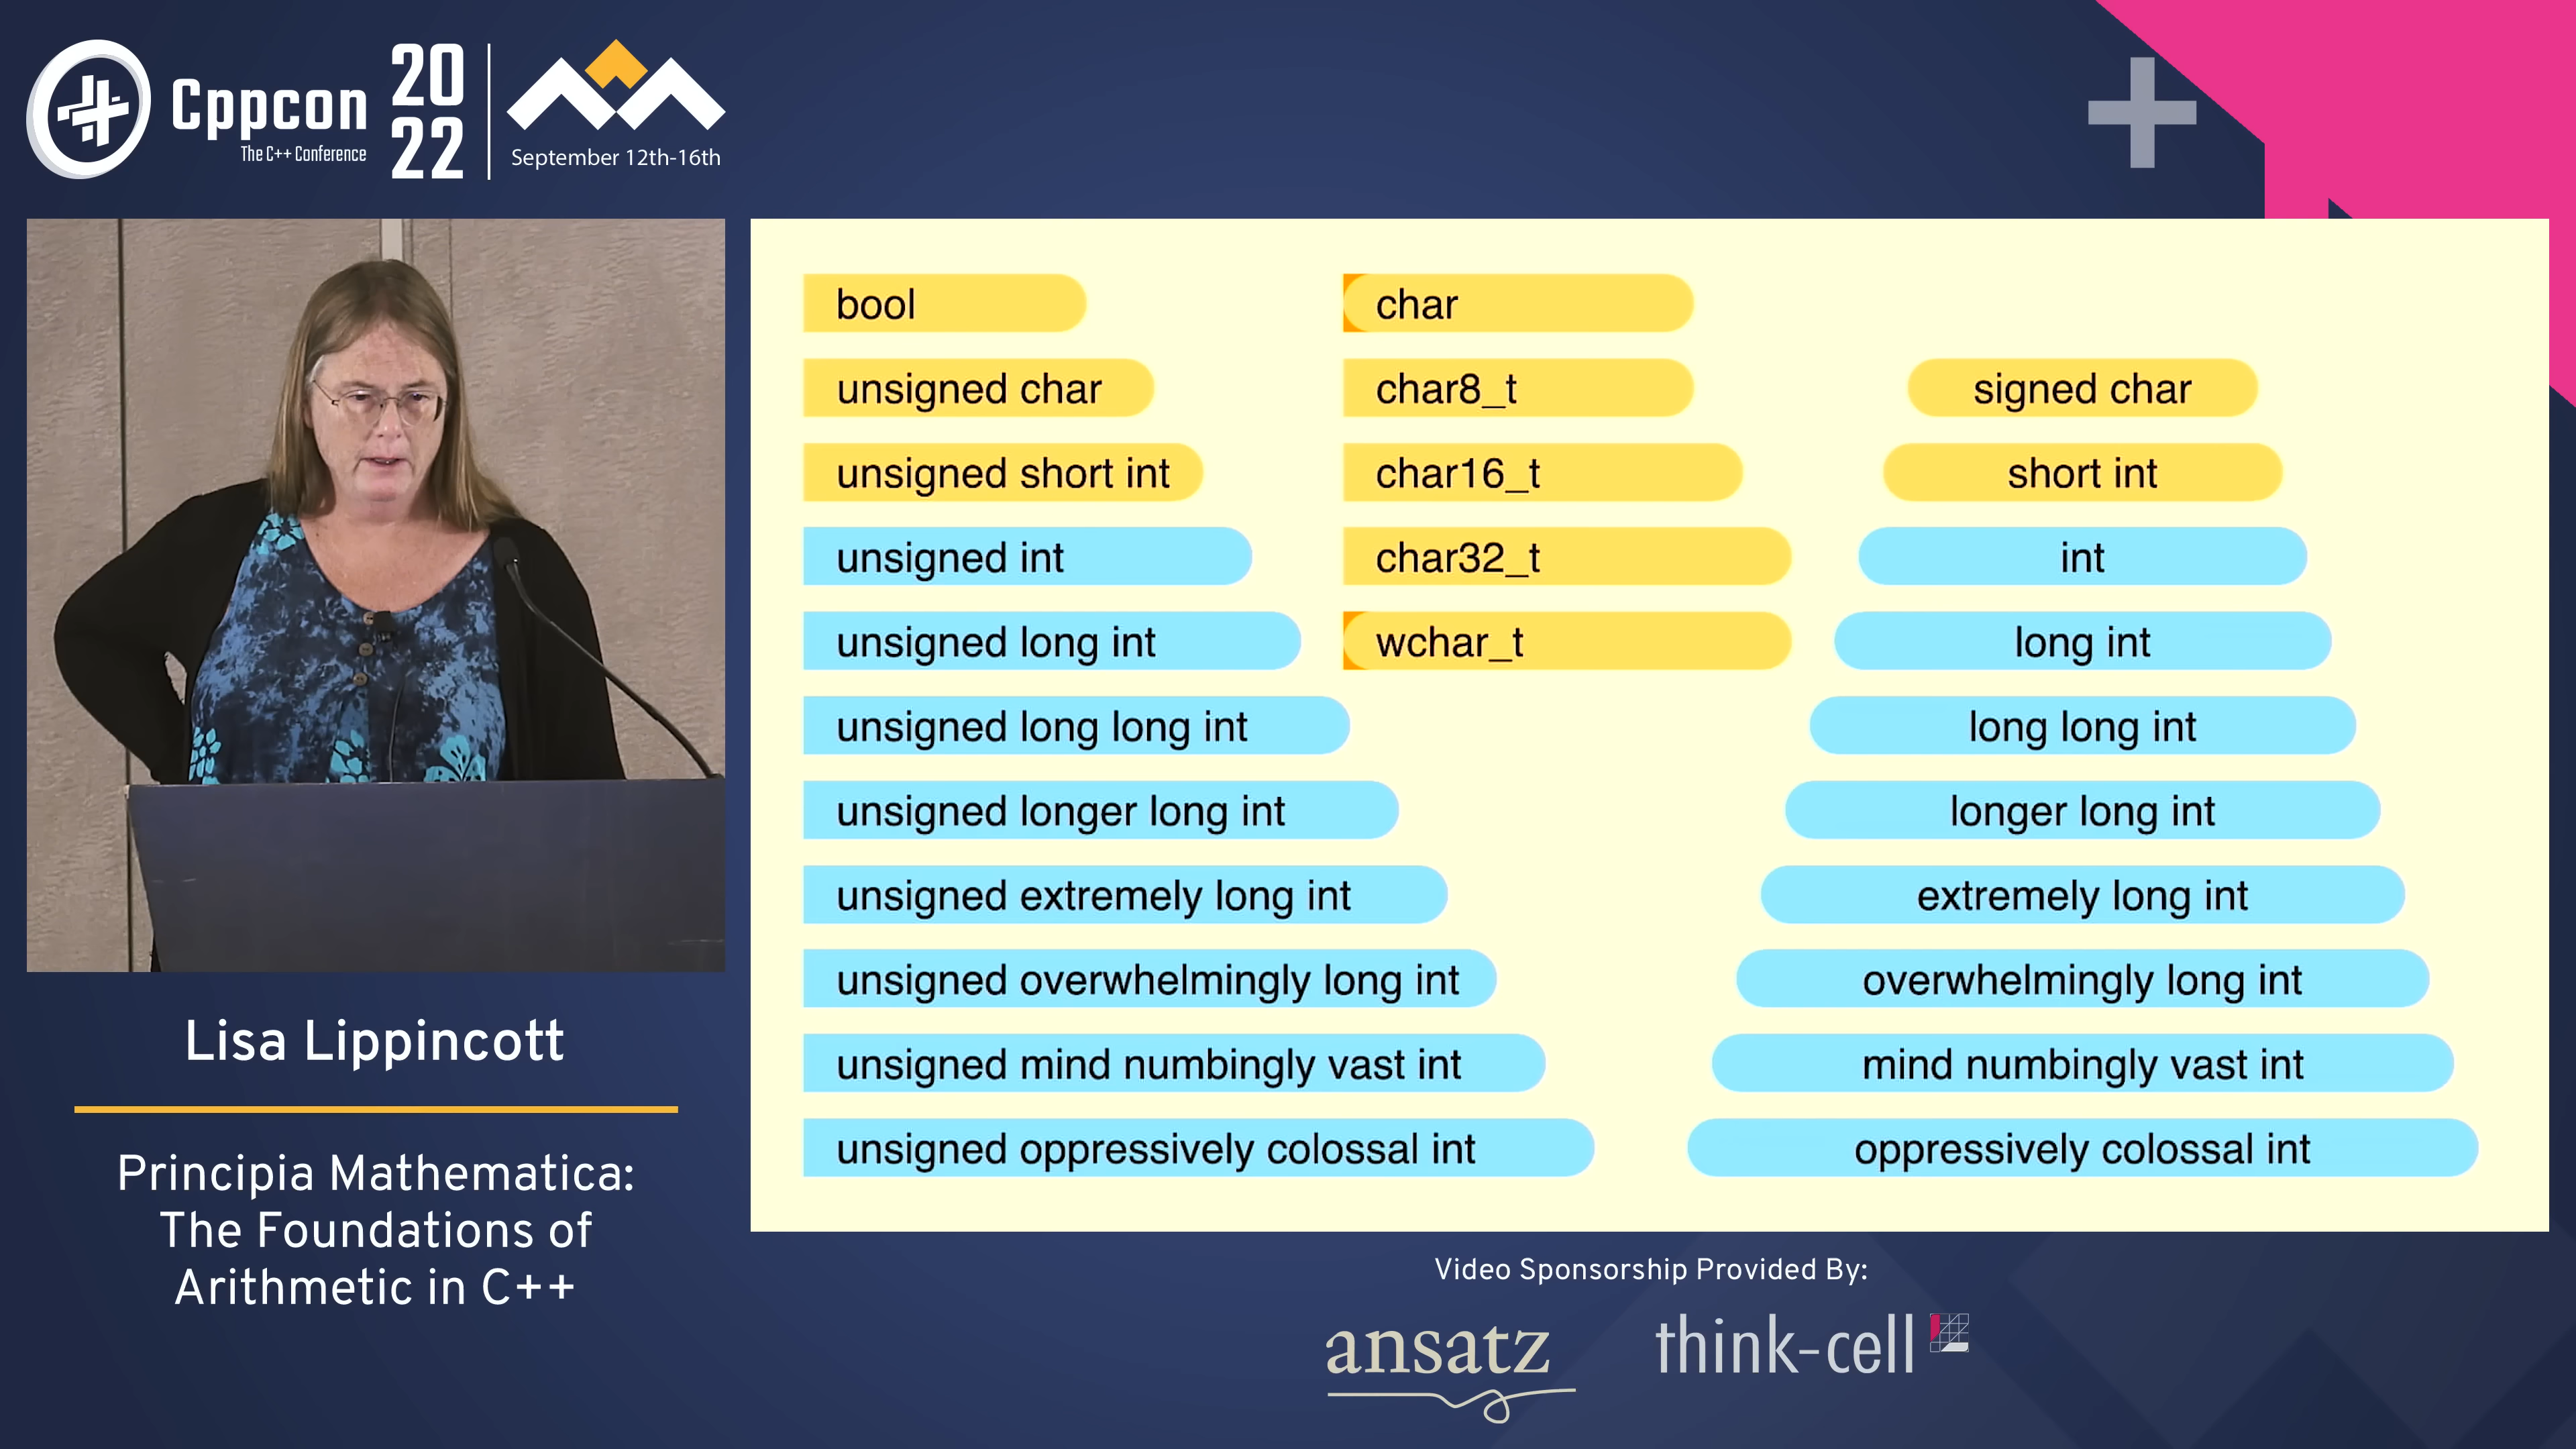 Cppcon
The C++ Conference
20
22
September 12th-16th
bool
char
unsigned char
char8_t
signed char
unsigned short int
char16_t
short int
unsigned int
char32_t
int
unsigned long int
wchar_t
long int
unsigned long long int
long long int
unsigned longer long int
longer long int
unsigned extremely long int
extremely long int
unsigned overwhelmingly long int
overwhelmingly long int
unsigned mind numbingly vast int
mind numbingly vast int
unsigned oppressively colossal int
oppressively colossal int
Lisa Lippincott
Principia Mathematica:
The Foundations of
Arithmetic in C++
Video Sponsorship Provided By:
ansatz
think-cell